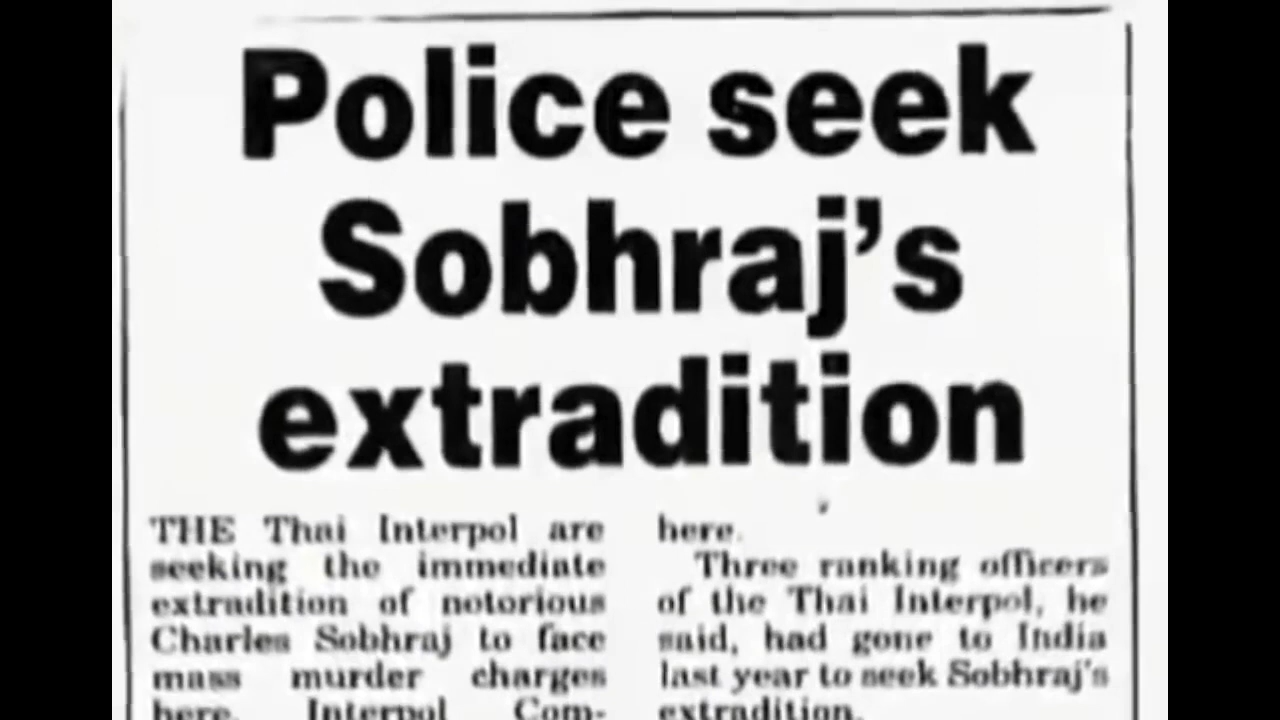 Police seek
Sobhraj's
extradition
THE Thai Interpol are
seeking the immediate
extradition of notorious
Charles Sobhraj to face
mass murder charges
here. Interpol Com-
here.
Three ranking officers
of the Thai Interpol, he
said, had gone to India
last year to seek Sobhraj's
extradition.